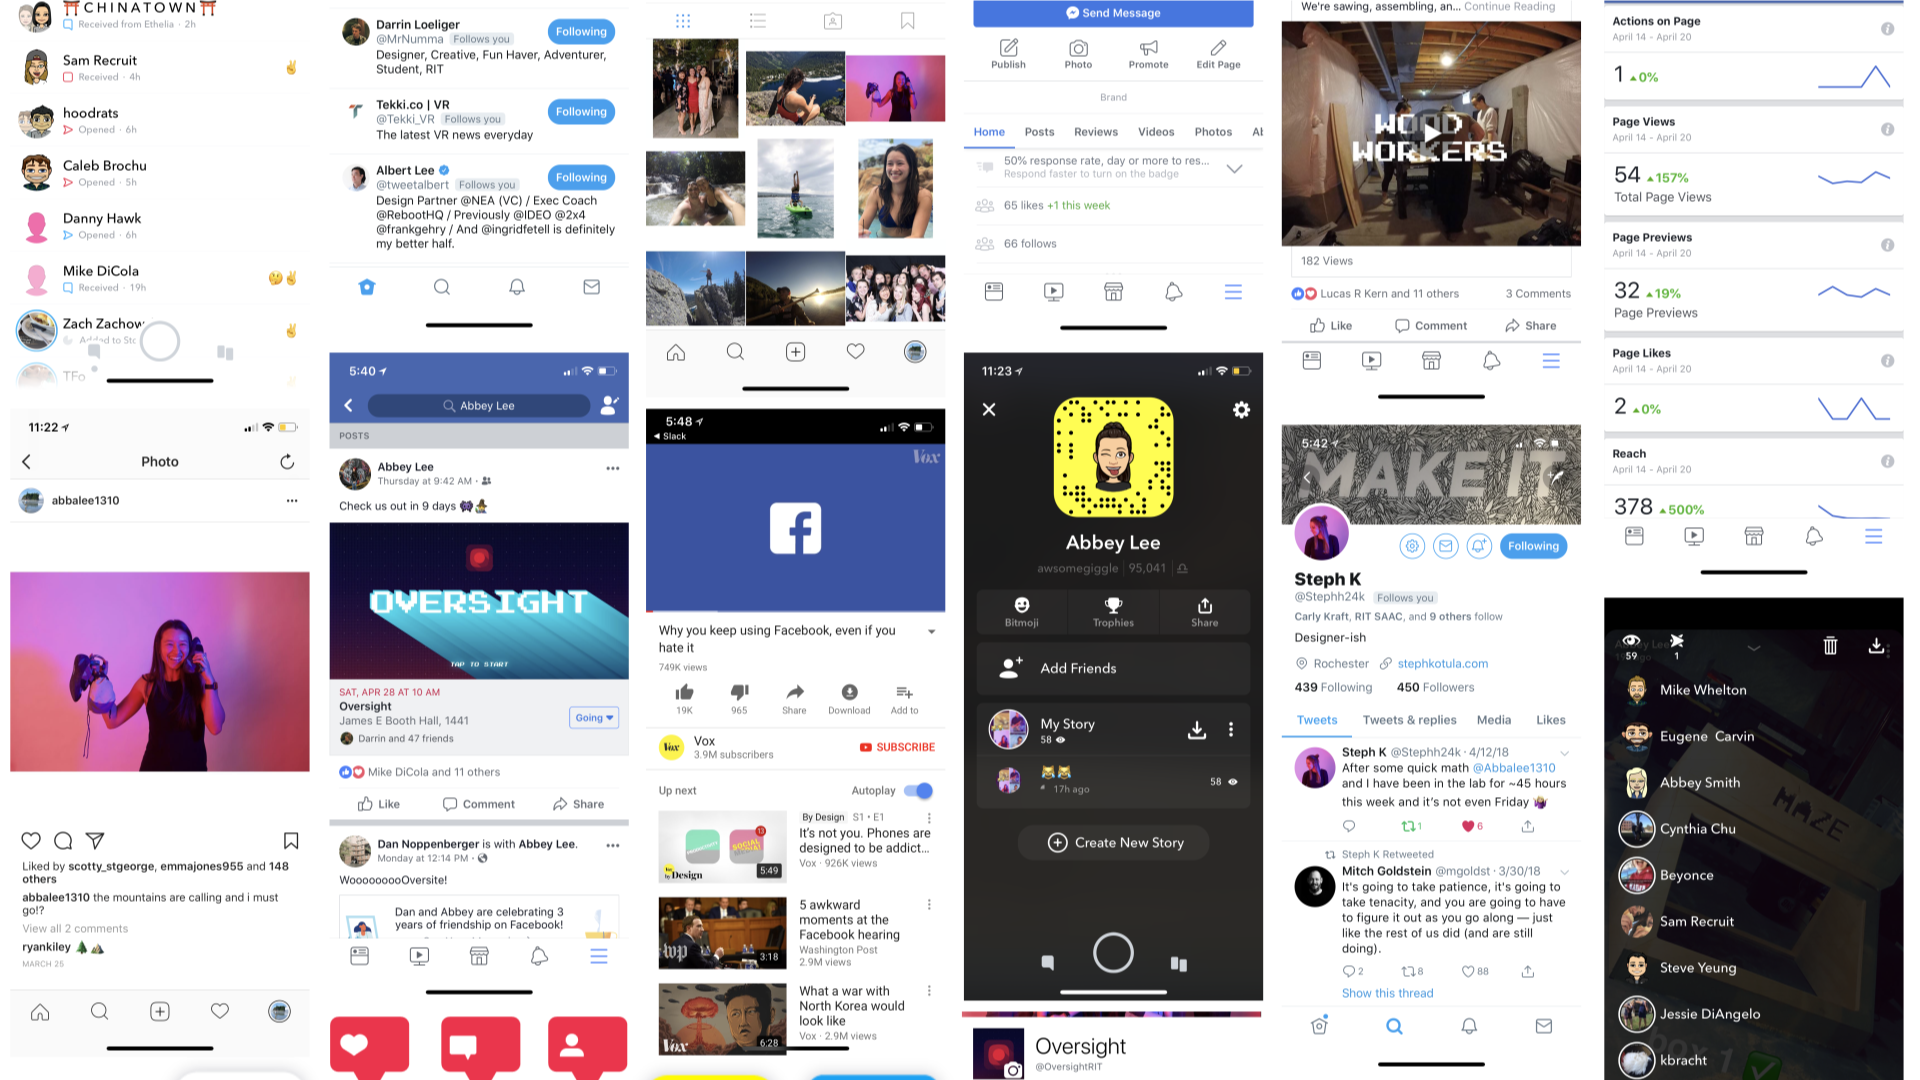 CHINATOWN
Received from Ethelia · 2h
Sam Recruit
Received · 4h
hoodrats
Opened · 6h
Caleb Brochu
Opened · 5h
Danny Hawk
Opened · 6h
Mike DiCola
Received · 19h
Zach Zachow
Added to Sto
TFo
11:22
Photo
abbalee1310
Liked by scotty_stgeorge, emmajones955 and 148
others
abbalee1310 the mountains are calling and i must
go!?
View all 2 comments
ryankiley
MARCH 25
Darrin Loeliger
@MrNumma Follows you
Following
Designer, Creative, Fun Haver, Adventurer,
Student, RIT
Tekki.co | VR
@Tekki_VR Follows you
Following
The latest VR news everyday
Albert Lee
@tweetalbert Follows you
Following
Design Partner @NEA (VC) / Exec Coach
@RebootHQ / Previously @IDEO @2x4
@frankgehry / And @ingridfetell is definitely
my better half.
5:40
Abbey Lee
POSTS
Abbey Lee
Thursday at 9:42 AM ·
Check us out in 9 days
OVERSIGHT
TAP TO START
SAT, APR 28 AT 10 AM
Oversight
James E Booth Hall, 1441
Going
Darrin and 47 friends
Mike DiCola and 11 others
Like Comment Share
Dan Noppenberger is with Abbey Lee.
Monday at 12:14 PM ·
WooooooooOversite!
Dan and Abbey are celebrating 3
years of friendship on Facebook!
5:48
Slack
Vox
Why you keep using Facebook, even if you
hate it
749K views
19K 965 Share Download Add to
Vox
Vox
3.9M subscribers
SUBSCRIBE
Up next
Autoplay
By Design S1 · E1
It's not you. Phones are
designed to be addict...
Vox · 926K views
SOCIAL
13
by Design
5:49
5 awkward
moments at the
Facebook hearing
Washington Post
2.9M views
wp
3:18
What a war with
North Korea would
look like
Vox · 2.9M views
Vox
6:28
Send Message
Publish Photo Promote Edit Page
Brand
Home Posts Reviews Videos Photos Al
50% response rate, day or more to res...
Respond faster to turn on the badge
65 likes +1 this week
66 follows
11:23
Abbey Lee
awsomegiggle 95,041
Bitmoji Trophies Share
Add Friends
My Story
58
17h ago
58
Create New Story
Oversight
@OversightRIT
We're sawing, assembling, an... Continue Reading
WOOD
WORKERS
182 Views
Lucas R Kern and 11 others 3 Comments
Like Comment Share
5:42
MAKE IT
Following
Steph K
@Stephh24k Follows you
Carly Kraft, RIT SAAC, and 9 others follow
Designer-ish
Rochester stephkotula.com
439 Following 450 Followers
Tweets Tweets & replies Media Likes
Steph K @Stephh24k · 4/12/18
After some quick math @Abbalee1310
and I have been in the lab for ~45 hours
this week and it's not even Friday
1 6
Steph K Retweeted
Mitch Goldstein @mgoldst · 3/30/18
It's going to take patience, it's going to
take tenacity, and you are going to have
to figure it out as you go along — just
like the rest of us did (and are still
doing).
2 8 88
Show this thread
Actions on Page
April 14 - April 20
1 0%
Page Views
April 14 - April 20
54 157%
Total Page Views
Page Previews
April 14 - April 20
32 19%
Page Previews
Page Likes
April 14 - April 20
2 0%
Reach
April 14 - April 20
378 500%
59 1
Mike Whelton
Eugene Carvin
Abbey Smith
Cynthia Chu
Beyonce
Sam Recruit
Steve Yeung
Jessie DiAngelo
kbracht
MAZE